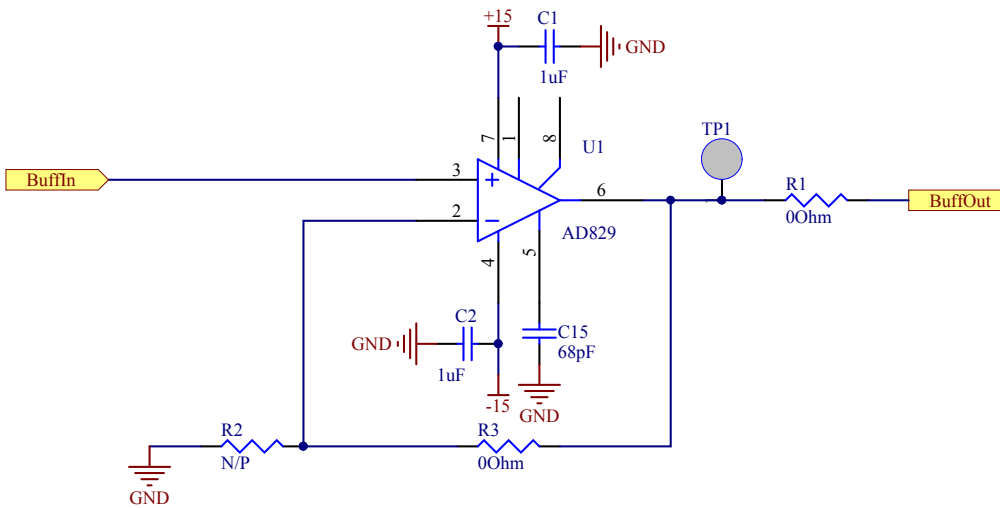 +15
C1
1uF
GND
7
1
8
U1
TP1
BuffIn
3
2
6
R1
0Ohm
BuffOut
AD829
4
5
C2
1uF
GND
C15
68pF
-15
GND
R2
N/P
GND
R3
0Ohm